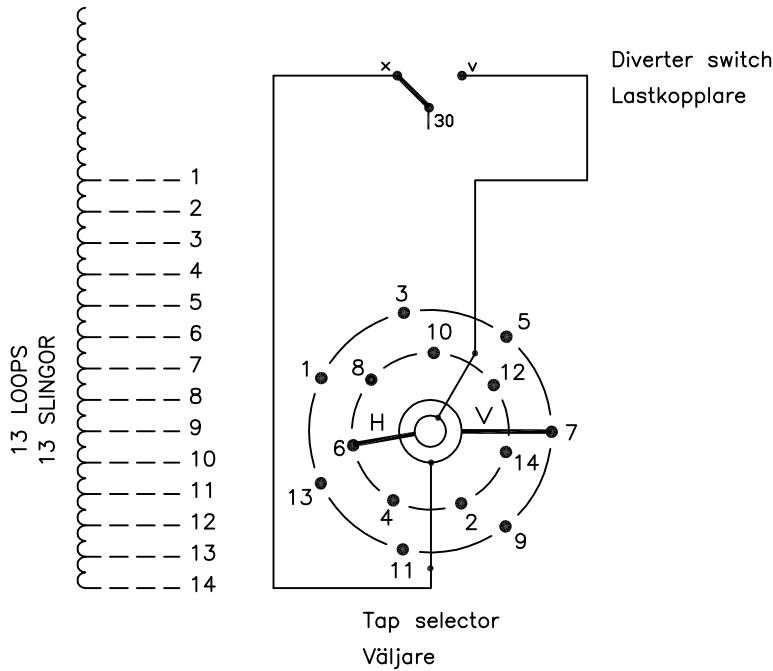 x
v
30
Diverter switch
Lastkopplare
1
2
3
4
5
6
7
8
9
10
11
12
13
14
13 LOOPS
13 SLINGOR
3
5
10
1
8
12
H
V
7
6
14
13
4
2
9
11
Tap selector
Väljare